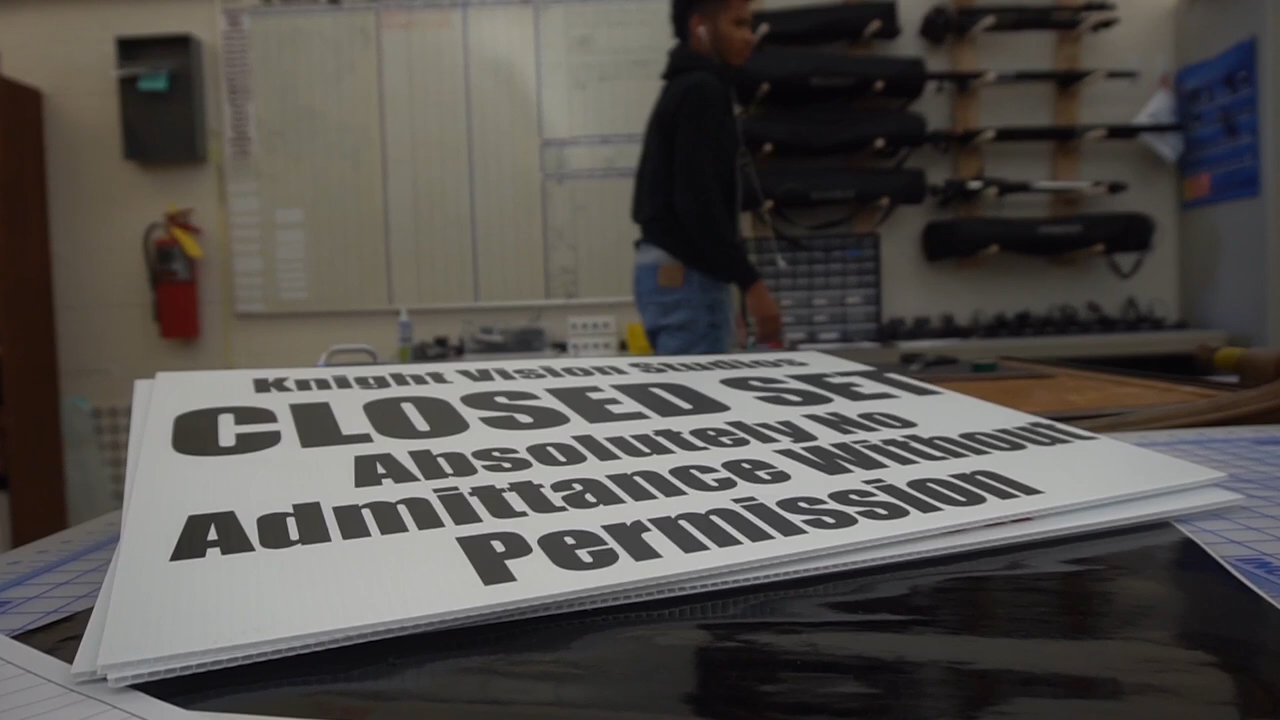 Knight Vision Studios
CLOSED SET
Absolutely No
Admittance Without
Permission